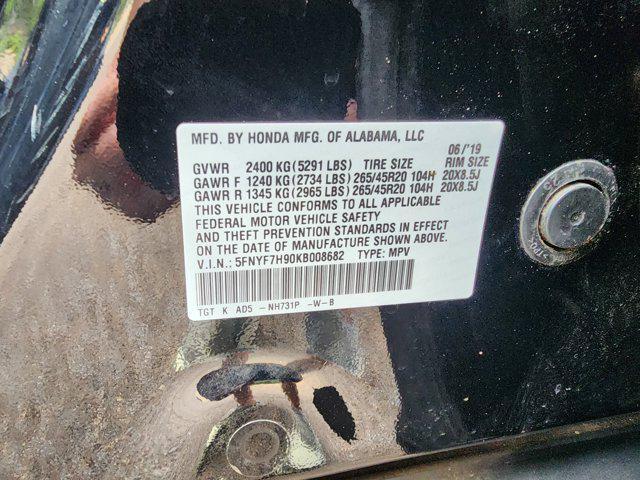 MFD. BY HONDA MFG. OF ALABAMA, LLC 06/'19
GVWR 2400 KG (5291 LBS) TIRE SIZE RIM SIZE
GAWR F 1240 KG (2734 LBS) 265/45R20 104H 20X8.5J
GAWR R 1345 KG (2965 LBS) 265/45R20 104H 20X8.5J
THIS VEHICLE CONFORMS TO ALL APPLICABLE
FEDERAL MOTOR VEHICLE SAFETY
AND THEFT PREVENTION STANDARDS IN EFFECT
ON THE DATE OF MANUFACTURE SHOWN ABOVE.
V.I.N.: 5FNYF7H90KB008682 TYPE: MPV
TGT K AD5 -NH731P -W-B